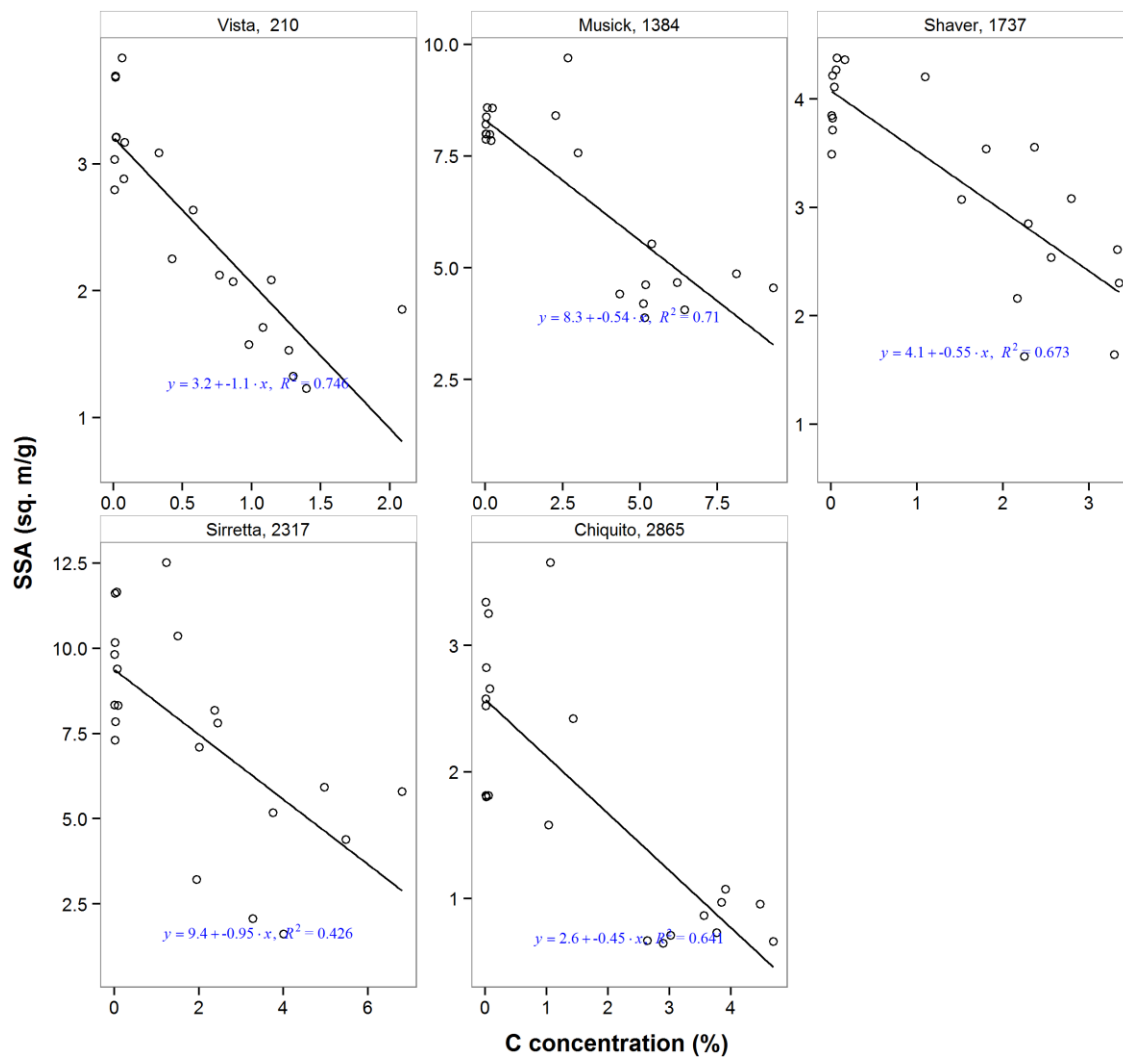 Vista,  210
3
2
1
0.0 0.5 1.0 1.5 2.0
y = 3.2 + -1.1 · x,  R² = 0.746
Musick, 1384
10.0
7.5
5.0
2.5
0.0 2.5 5.0 7.5
y = 8.3 + -0.54 · x,  R² = 0.71
Shaver, 1737
4
3
2
1
0 1 2 3
y = 4.1 + -0.55 · x,  R² = 0.673
Sirretta, 2317
12.5
10.0
7.5
5.0
2.5
0 2 4 6
y = 9.4 + -0.95 · x,  R² = 0.426
Chiquito, 2865
3
2
1
0 1 2 3 4
y = 2.6 + -0.45 · x,  R² = 0.641
SSA (sq. m/g)
C concentration (%)